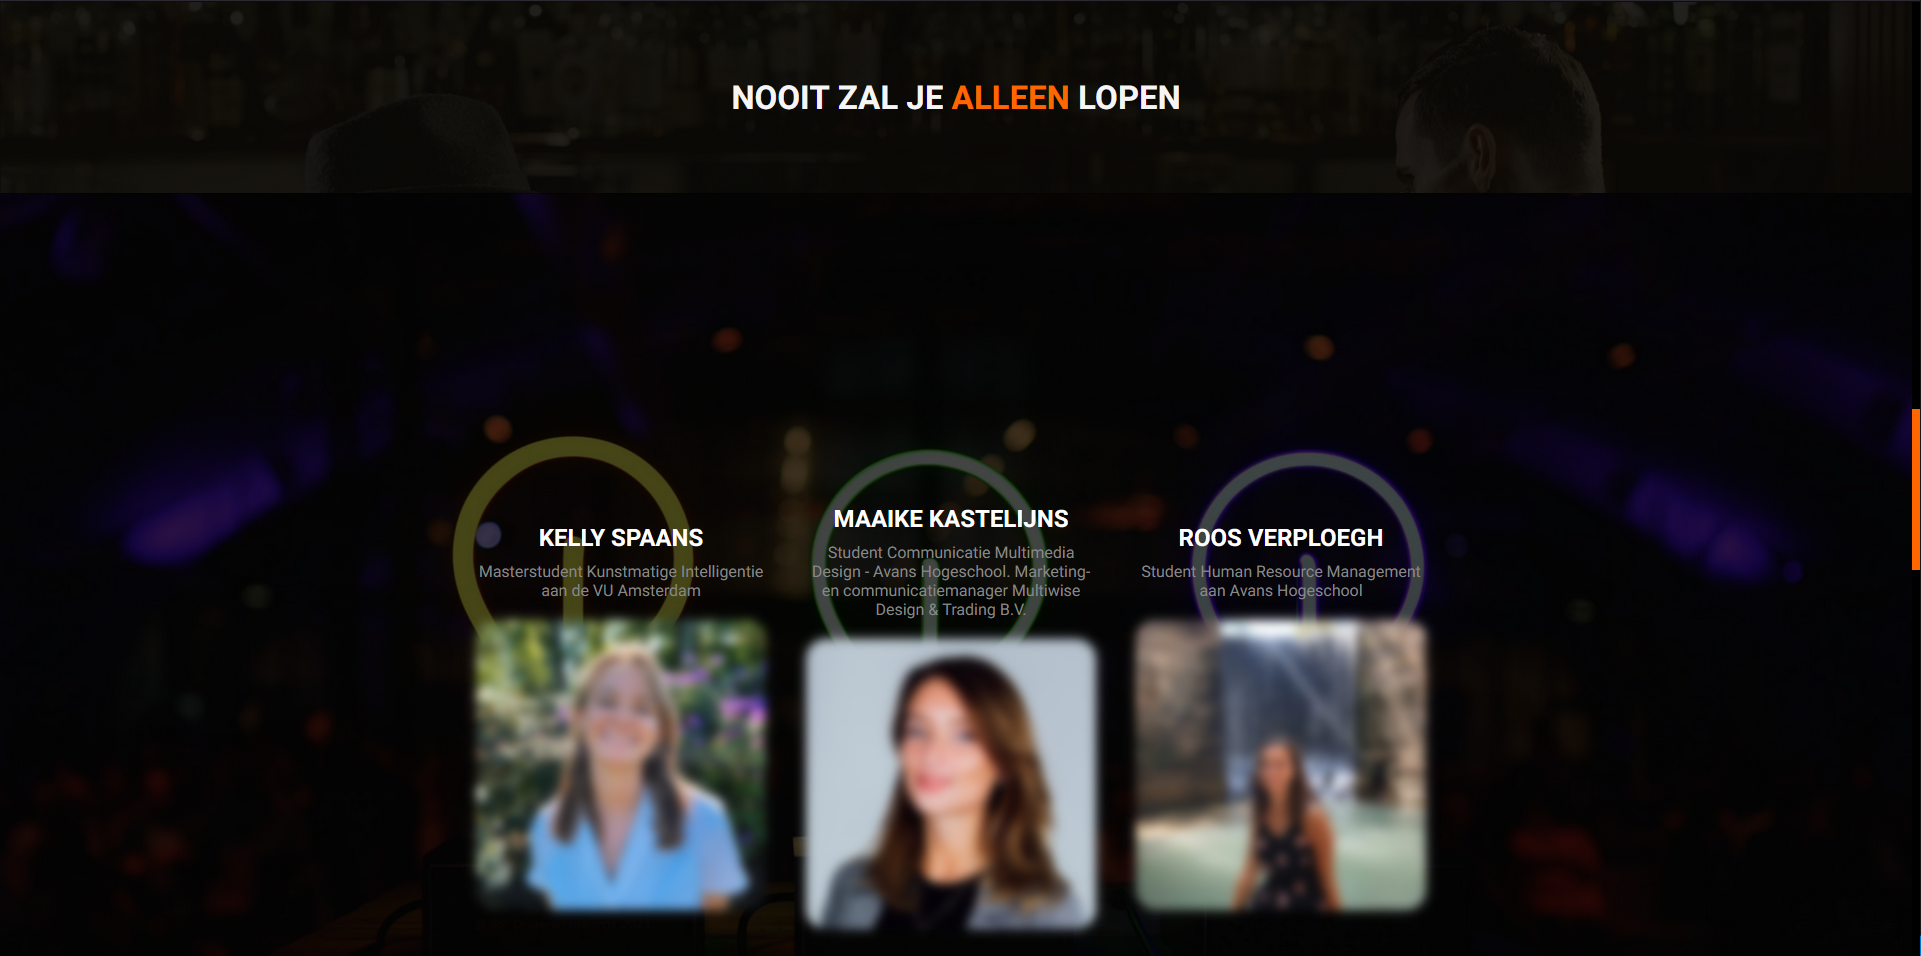 NOOIT ZAL JE ALLEEN LOPEN
KELLY SPAANS
Masterstudent Kunstmatige Intelligentie
aan de VU Amsterdam
MAAIKE KASTELIJNS
Student Communicatie Multimedia
Design - Avans Hogeschool. Marketing-
en communicatiemanager Multiwise
Design & Trading B.V.
ROOS VERPLOEGH
Student Human Resource Management
aan Avans Hogeschool